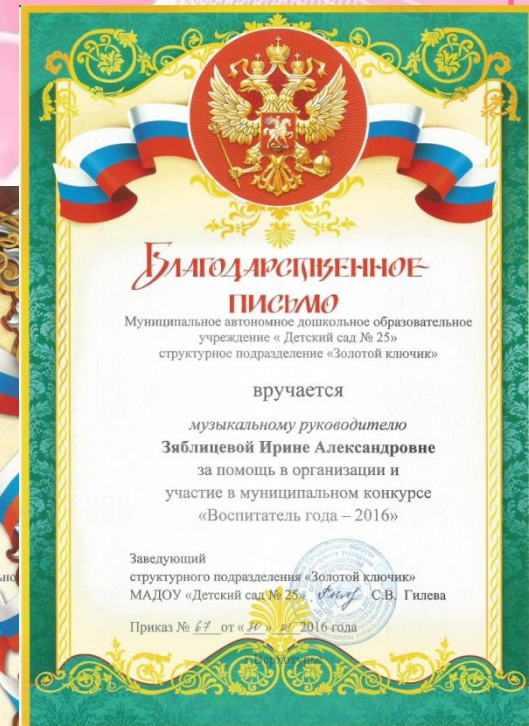 Благодарственное
письмо
Муниципальное автономное дошкольное образовательное
учреждение « Детский сад № 25»
структурное подразделение «Золотой ключик»
вручается
музыкальному руководителю
Зяблицевой Ирине Александровне
за помощь в организации и
участие в муниципальном конкурсе
«Воспитатель года – 2016»
Заведующий
структурного подразделения «Золотой ключик»
МАДОУ «Детский сад № 25» С.В. Гилева
Приказ № 67 от « 30 » 2016 года